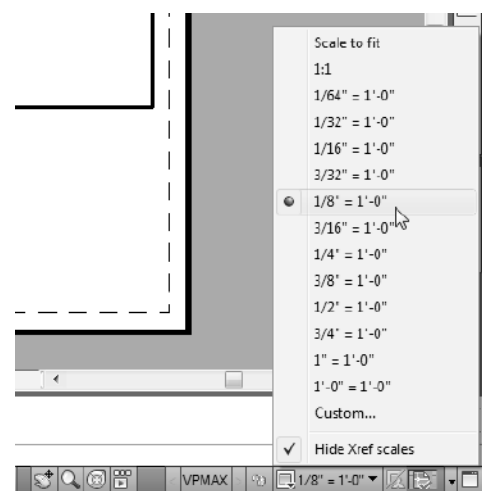 Scale to fit
1:1
1/64" = 1'-0"
1/32" = 1'-0"
1/16" = 1'-0"
3/32" = 1'-0"
1/8" = 1'-0"
3/16" = 1'-0"
1/4" = 1'-0"
3/8" = 1'-0"
1/2" = 1'-0"
3/4" = 1'-0"
1" = 1'-0"
1'-0" = 1'-0"
Custom...
Hide Xref scales
VPMAX 1/8" = 1'-0"